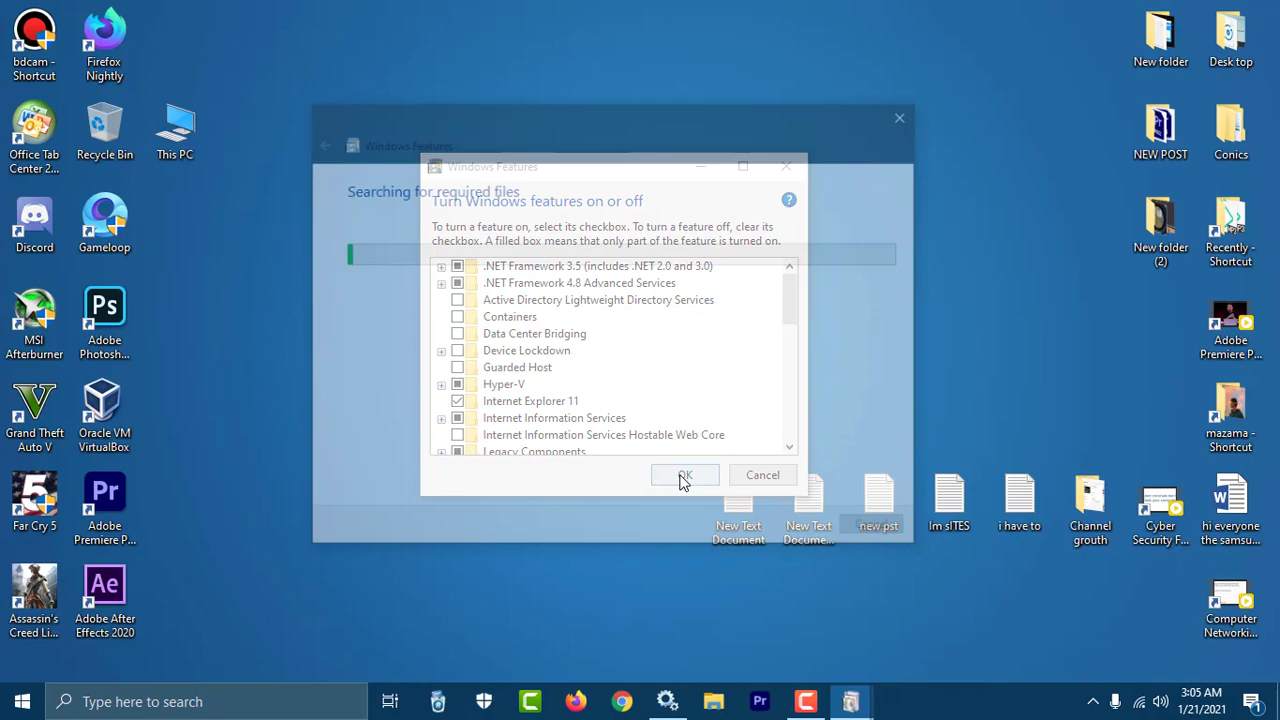 bdcam -
Shortcut
Firefox
Nightly
New folder
Desk top
Office Tab
Center 2...
Recycle Bin
This PC
NEW POST
Conics
Windows Features
Windows Features
Searching for required files
Turn Windows features on or off
?
To turn a feature on, select its checkbox. To turn a feature off, clear its
checkbox. A filled box means that only part of the feature is turned on.
.NET Framework 3.5 (includes .NET 2.0 and 3.0)
.NET Framework 4.8 Advanced Services
Active Directory Lightweight Directory Services
Containers
Data Center Bridging
Device Lockdown
Guarded Host
Hyper-V
Internet Explorer 11
Internet Information Services
Internet Information Services Hostable Web Core
Legacy Components
OK
Cancel
Discord
Gameloop
New folder
(2)
Recently -
Shortcut
MSI
Afterburner
Ps
Adobe
Photosh...
Adobe
Premiere P...
Grand Theft
Auto V
Oracle VM
VirtualBox
mazama -
Shortcut
Far Cry 5
Pr
Adobe
Premiere P...
New Text
Document
New Text
Docume...
new pst
Im sITES
i have to
Channel
grouth
Cyber
Security F...
hi everyone
the samsu...
Assassin's
Creed Li...
Ae
Adobe After
Effects 2020
Computer
Networki...
Type here to search
Pr
3:05 AM
1/21/2021
1